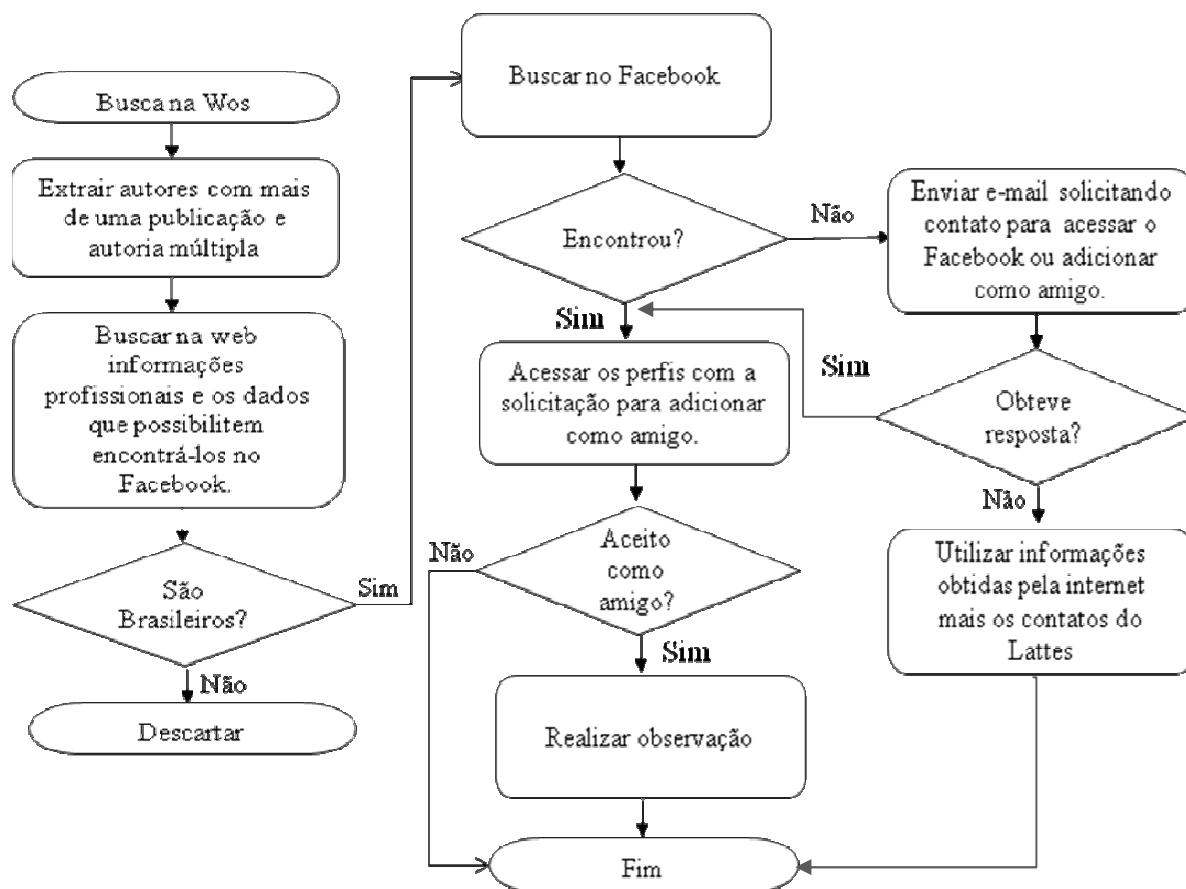 Busca na Wos
Extrair autores com mais
de uma publicação e
autoria múltipla
Buscar na web
informações
profissionais e os dados
que possibilitem
encontrá-los no
Facebook.
São
Brasileiros?
Sim
Não
Descartar
Buscar no Facebook
Encontrou?
Não
Sim
Enviar e-mail solicitando
contato para acessar o
Facebook ou adicionar
como amigo.
Obteve
resposta?
Sim
Não
Utilizar informações
obtidas pela internet
mais os contatos do
Lattes
Acessar os perfis com a
solicitação para adicionar
como amigo.
Aceito
como
amigo?
Não
Sim
Realizar observação
Fim